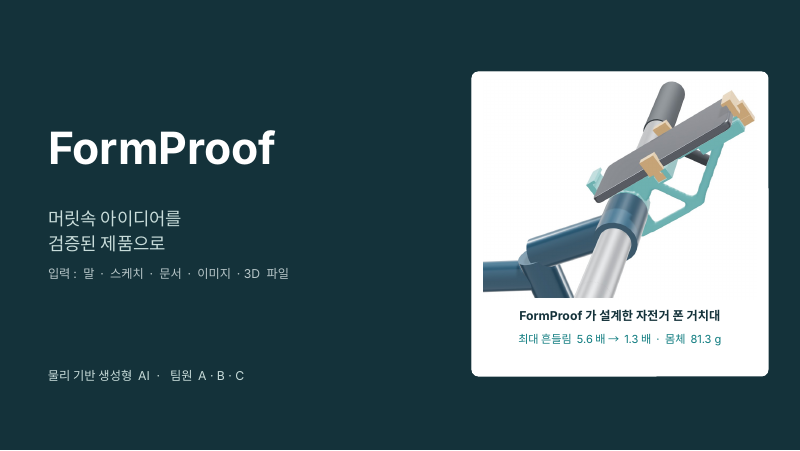 FormProof
머릿속 아이디어를
검증된 제품으로
입력 : 말 · 스케치 · 문서 · 이미지 · 3D 파일
물리 기반 생성형 AI · 팀원 A · B · C
FormProof 가 설계한 자전거 폰 거치대
최대 흔들림 5.6 배 → 1.3 배 · 몸체 81.3 g